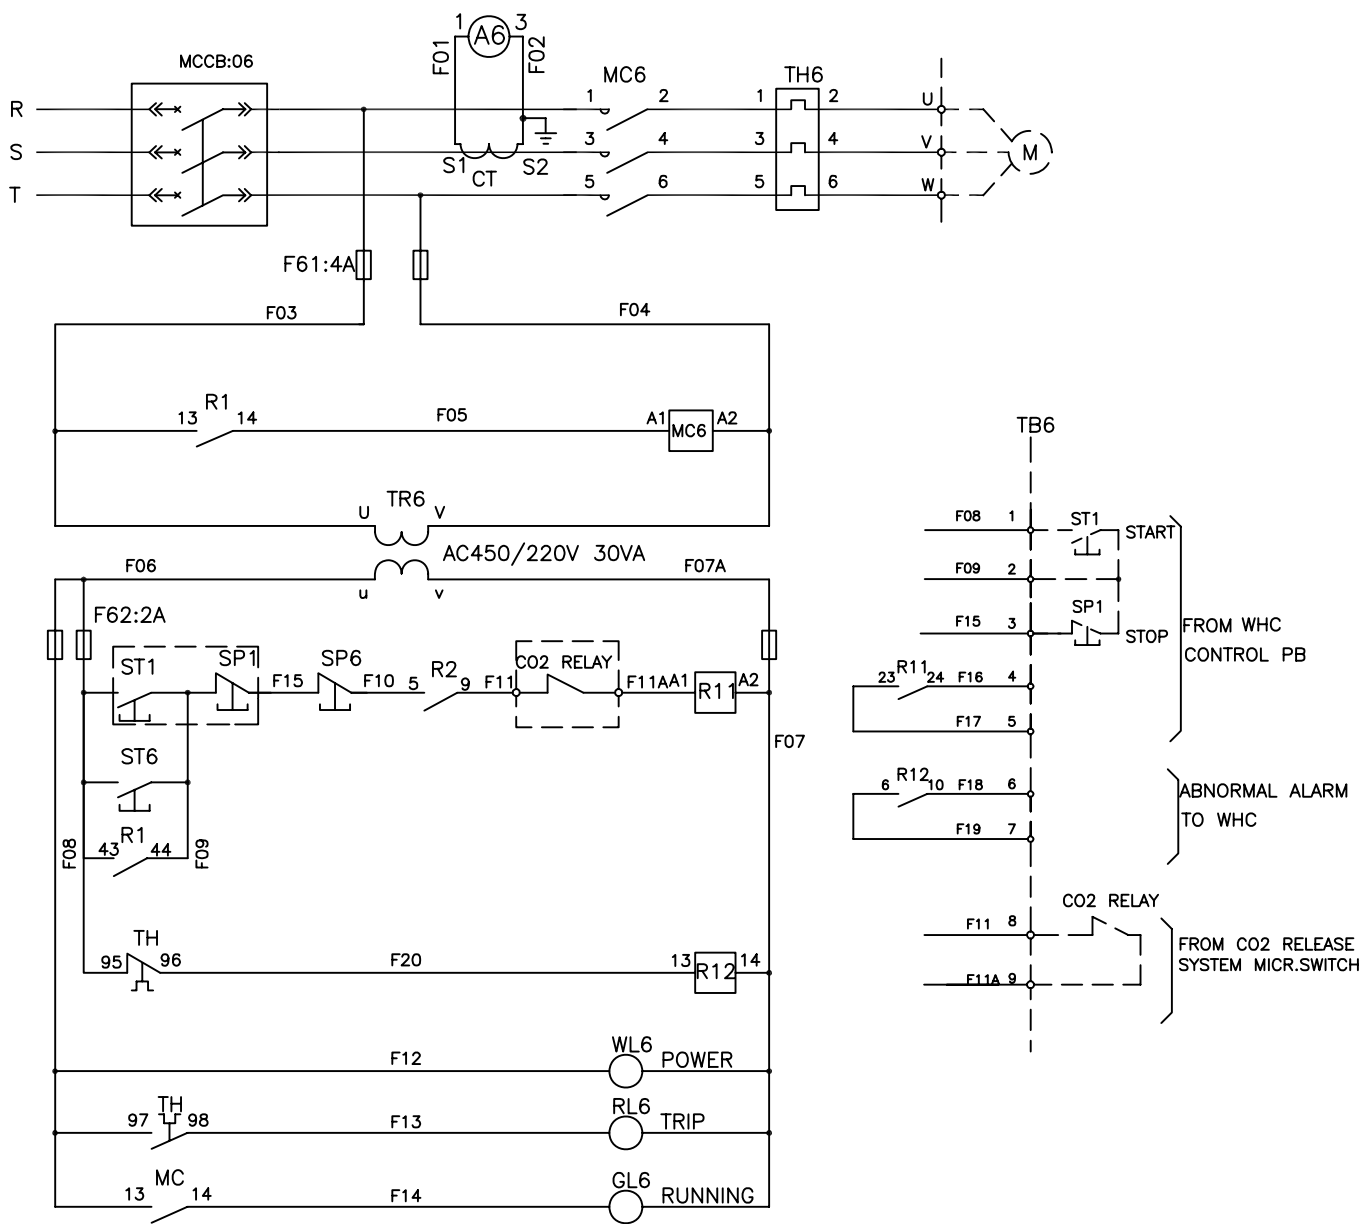 1 A6 3
F01 F02
MCCB:06
MC6 TH6
R 1 2 1 2 U
S 3 4 3 4 V M
S1 CT S2
T 5 6 5 6 W
F61:4A
F03 F04
R1
13 14 F05 A1 MC6 A2
TR6
U V
AC450/220V 30VA
F06 F07A
u v
F62:2A
ST1 SP1 SP6 R2 CO2 RELAY
F15 F10 5 9 F11 F11A A1 R11 A2
F07
ST6
R1
43 44
F08 F09
TH
95 96 F20 13 R12 14
WL6
F12 POWER
TH RL6
97 98 F13 TRIP
MC GL6
13 14 F14 RUNNING
TB6
F08 1 ST1 START
F09 2
F15 3 SP1 STOP
FROM WHC
CONTROL PB
R11
23 24 F16 4
F17 5
R12
6 10 F18 6
F19 7
ABNORMAL ALARM
TO WHC
CO2 RELAY
F11 8
F11A 9
FROM CO2 RELEASE
SYSTEM MICR.SWITCH